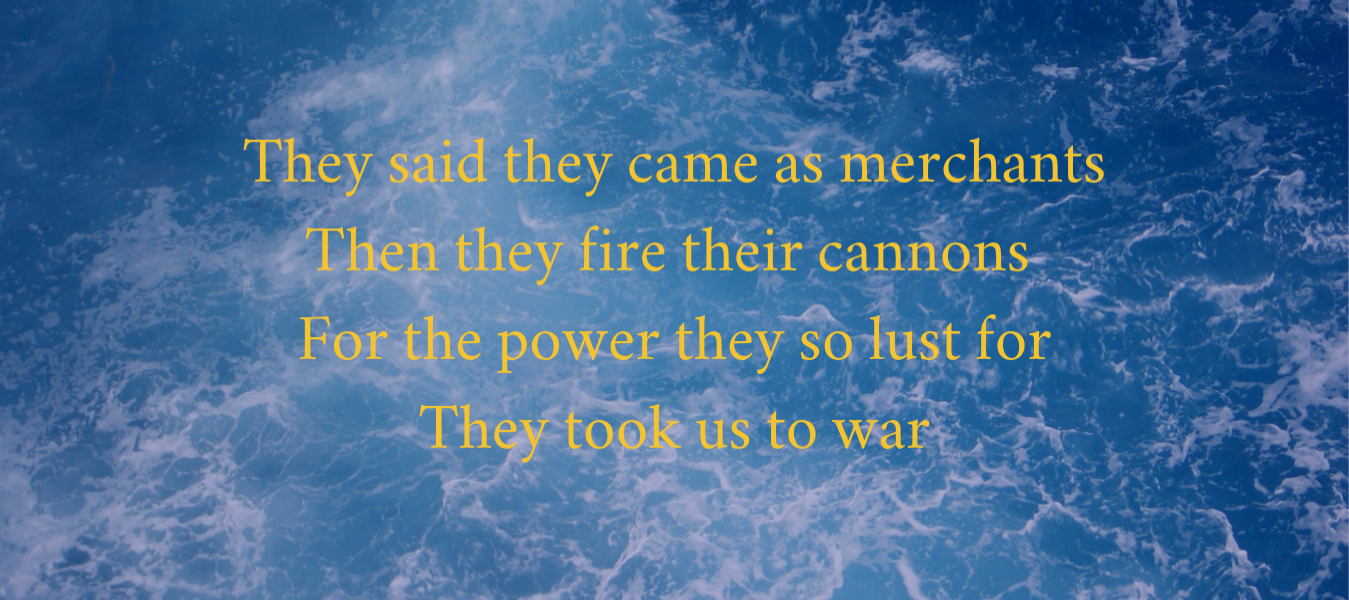 They said they came as merchants
Then they fire their cannons
For the power they so lust for
They took us to war